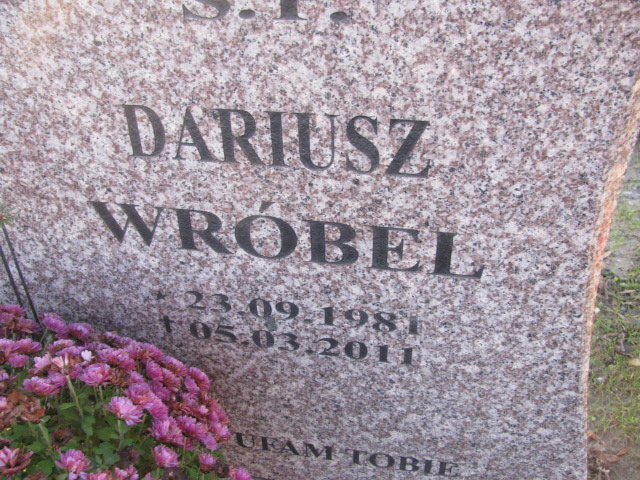 Ś.P.
DARIUSZ
WRÓBEL
* 23.09.1981
† 05.03.2011
UFAM TOBIE